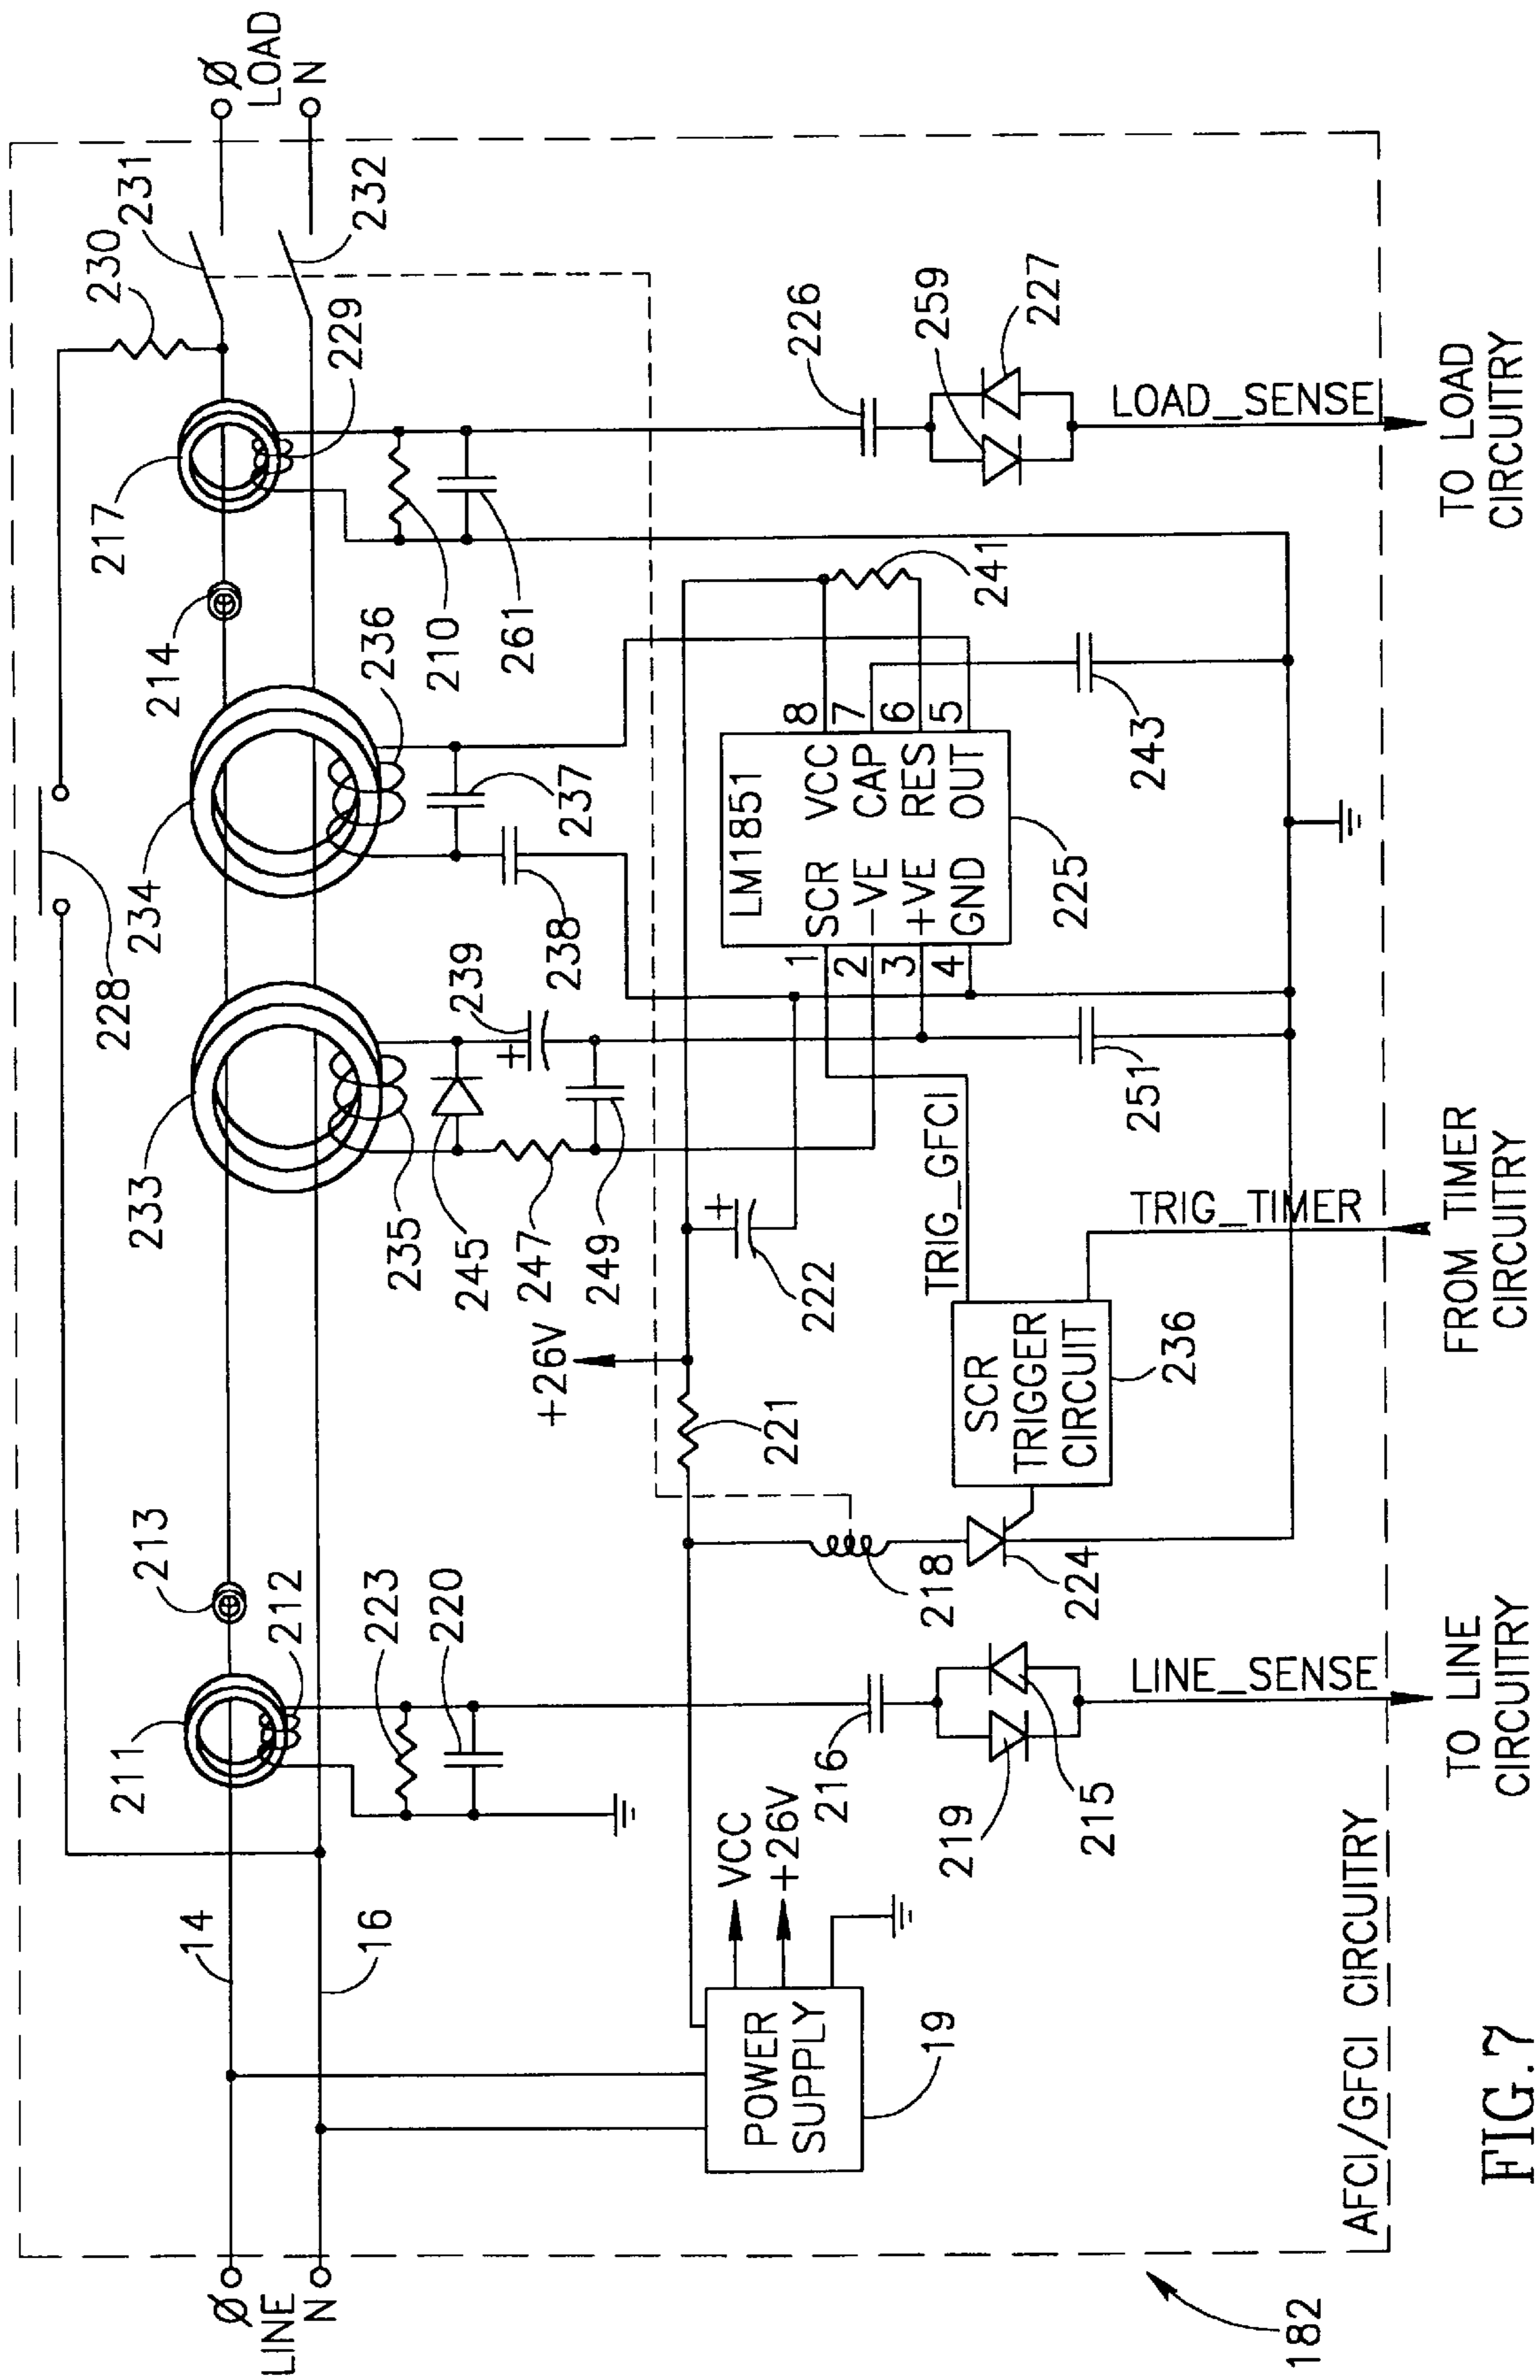 228
230
231
Ø
LOAD
N
232
217
229
214
234
236
233
235
213
211
212
14
16
Ø
LINE
N
223
220
245
247
249
239
238
237
210
261
+26V
221
222
LM1851
1 SCR VCC 8
2 -VE CAP 7
3 +VE RES 6
4 GND OUT 5
225
241
243
251
226
259
227
LOAD_SENSE
TO LOAD
CIRCUITRY
TRIG_GFCI
SCR
TRIGGER
CIRCUIT
236
TRIG_TIMER
FROM TIMER
CIRCUITRY
218
224
216
219
215
LINE_SENSE
TO LINE
CIRCUITRY
VCC
+26V
POWER
SUPPLY
19
AFCI/GFCI CIRCUITRY
182
FIG.7